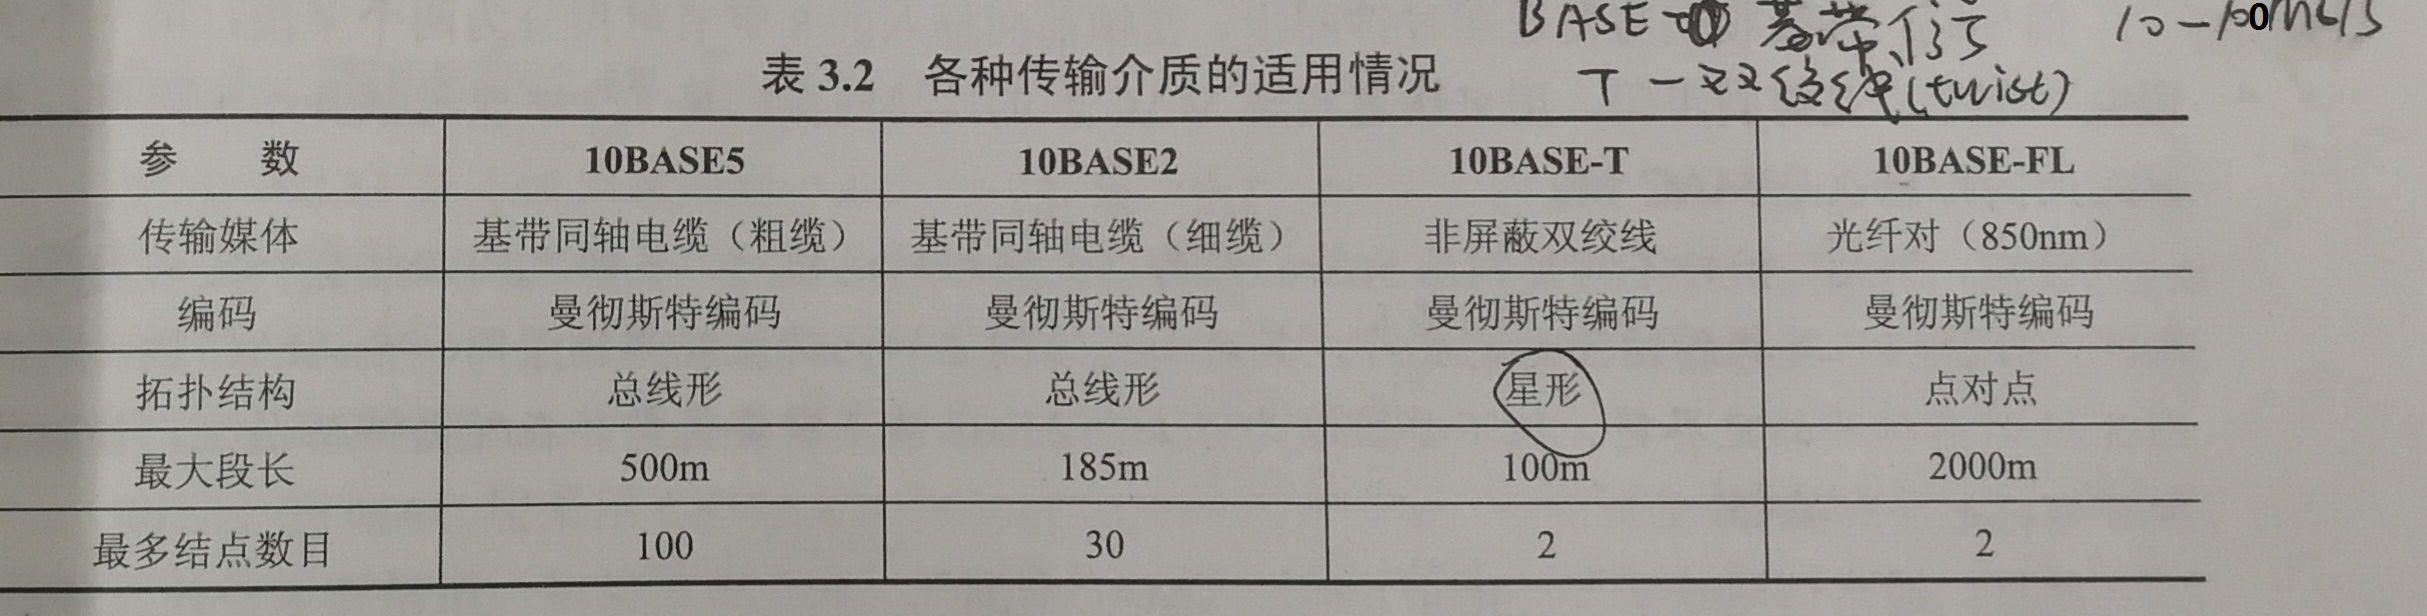 BASE — 基带信号 10—100Mb/s
表 3.2 各种传输介质的适用情况
T — 双绞线(twist)
参 数 10BASE5 10BASE2 10BASE-T 10BASE-FL
传输媒体 基带同轴电缆（粗缆） 基带同轴电缆（细缆） 非屏蔽双绞线 光纤对（850nm）
编码 曼彻斯特编码 曼彻斯特编码 曼彻斯特编码 曼彻斯特编码
拓扑结构 总线形 总线形 星形 点对点
最大段长 500m 185m 100m 2000m
最多结点数目 100 30 2 2